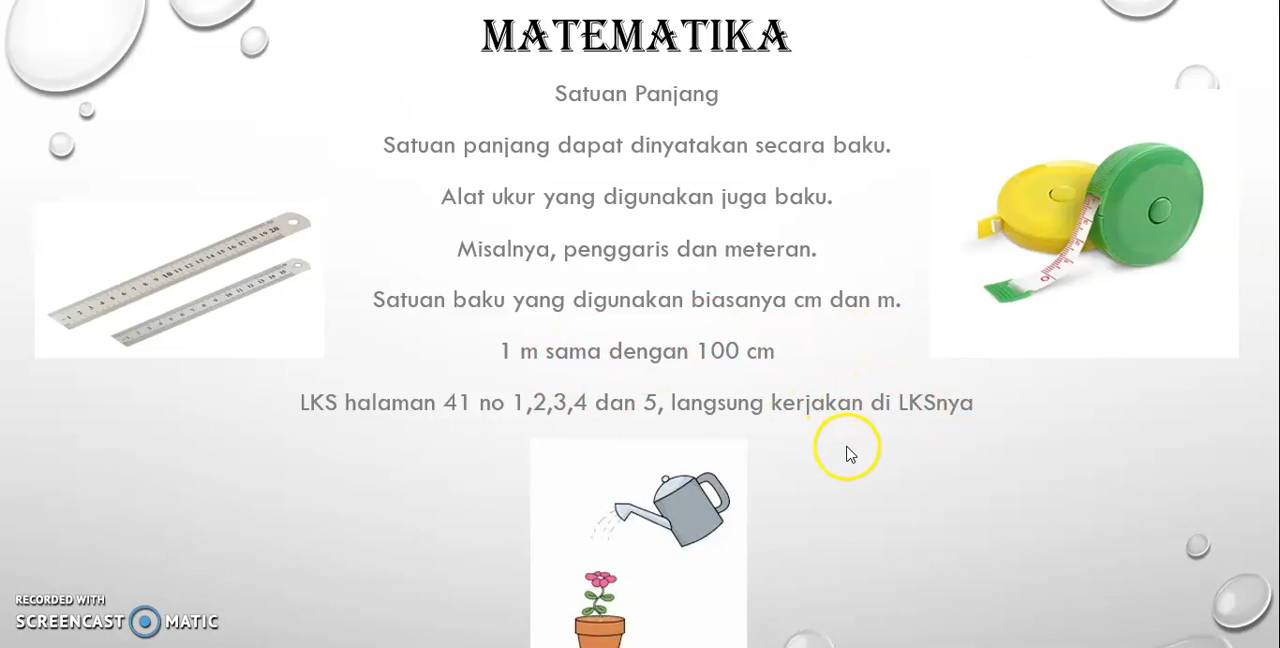 MATEMATIKA
Satuan Panjang
Satuan panjang dapat dinyatakan secara baku.
Alat ukur yang digunakan juga baku.
Misalnya, penggaris dan meteran.
Satuan baku yang digunakan biasanya cm dan m.
1 m sama dengan 100 cm
LKS halaman 41 no 1,2,3,4 dan 5, langsung kerjakan di LKSnya
RECORDED WITH
SCREENCAST MATIC